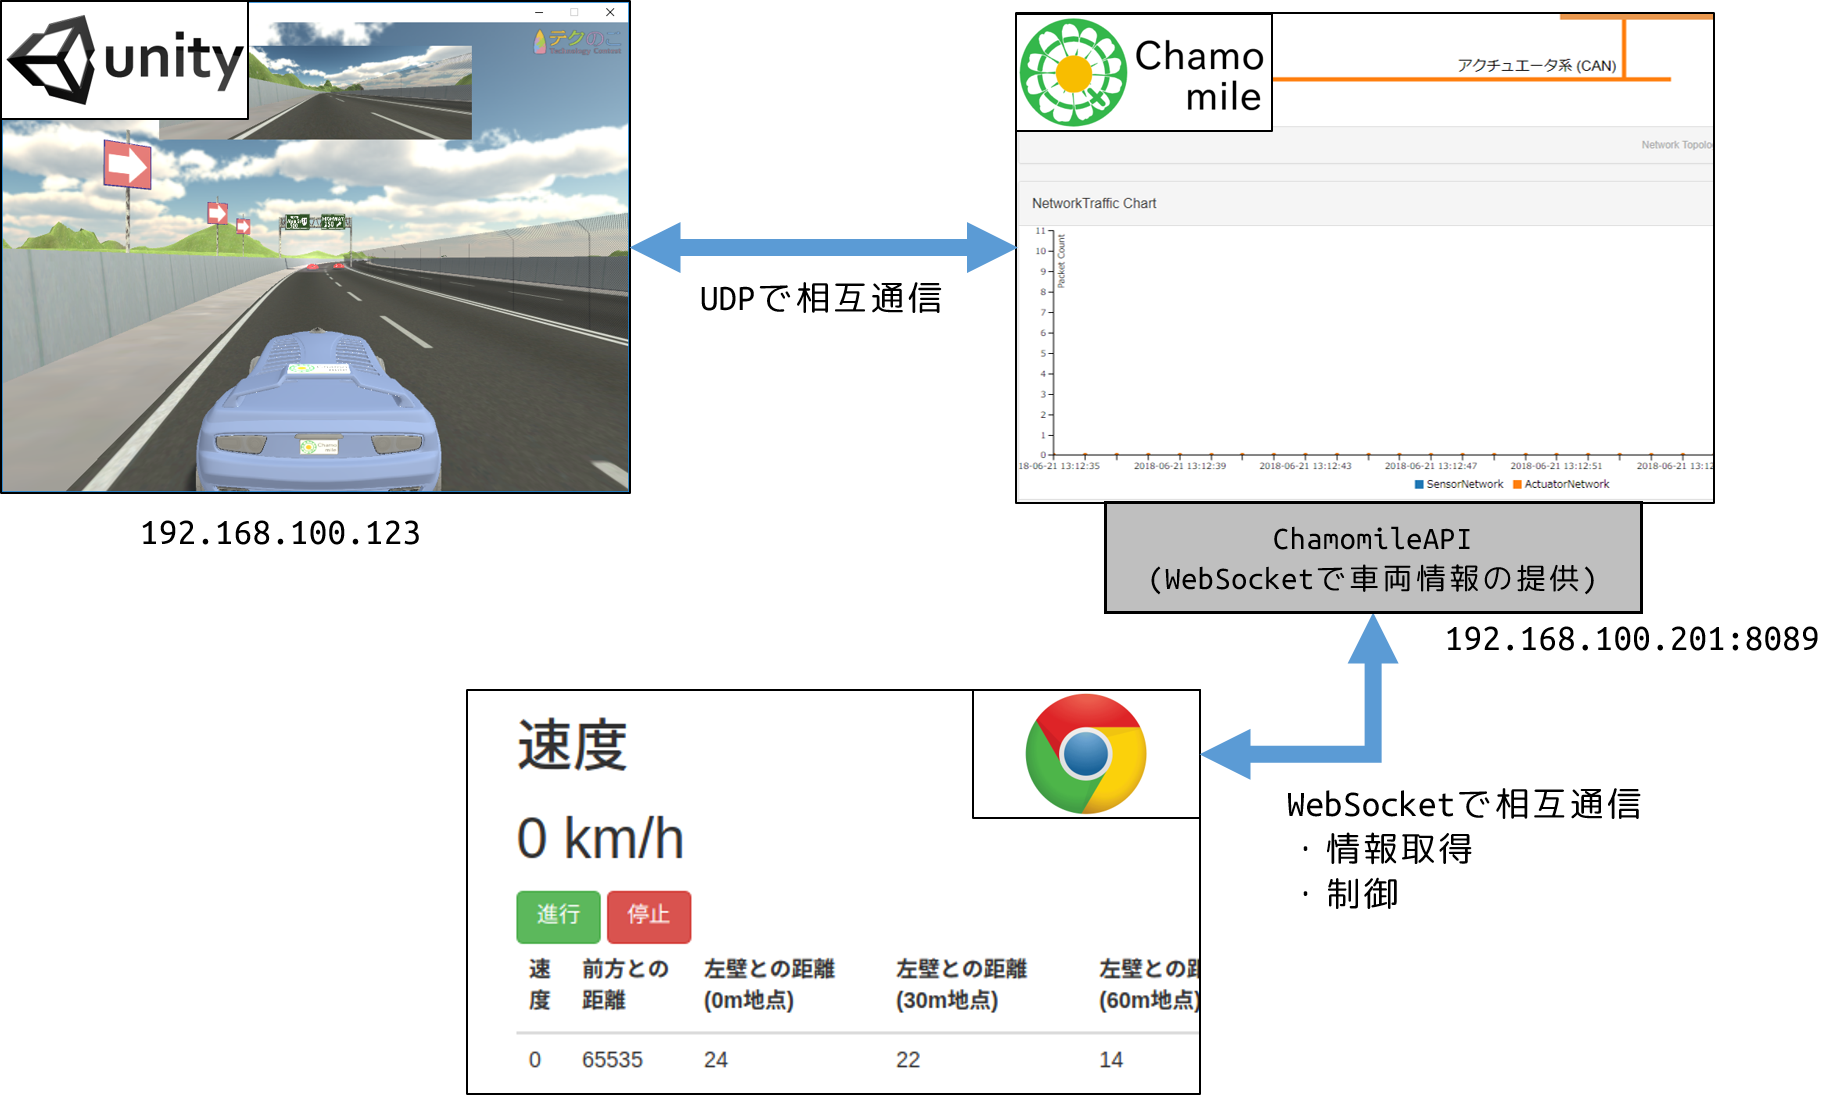 unity
テクのこ
Technology Contest
HIGHWAY
UDPで相互通信
192.168.100.123
Chamo
mile
アクチュエータ系 (CAN)
Network Topolo
NetworkTraffic Chart
Packet Count
11
10
9
8
7
6
5
4
3
2
1
0
18-06-21 13:12:35
2018-06-21 13:12:39
2018-06-21 13:12:43
2018-06-21 13:12:47
2018-06-21 13:12:51
2018-06-21 13:12
SensorNetwork
ActuatorNetwork
ChamomileAPI
(WebSocketで車両情報の提供)
192.168.100.201:8089
WebSocketで相互通信
・情報取得
・制御
速度
0 km/h
進行 停止
速度 前方との距離 左壁との距離(0m地点) 左壁との距離(30m地点) 左壁との距(60m地点)
0 65535 24 22 14